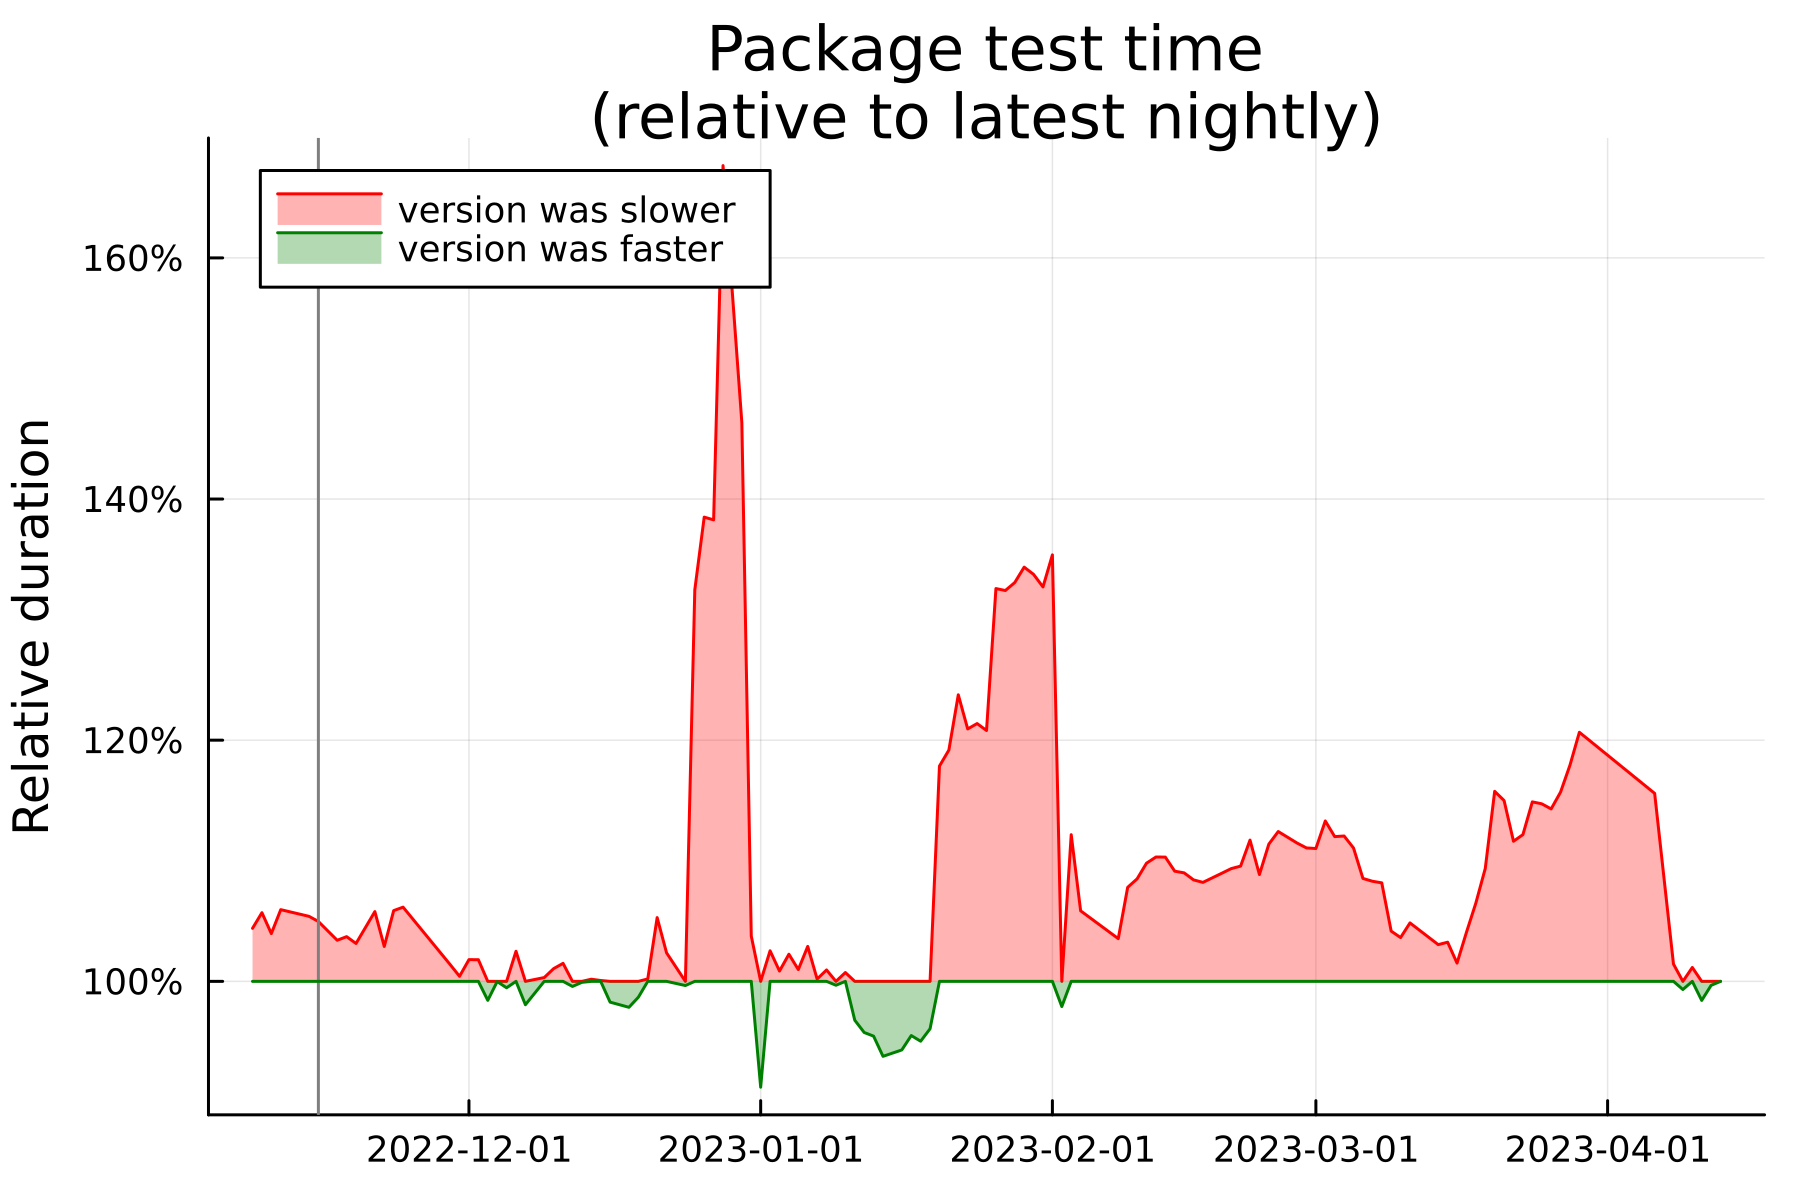 Package test time
(relative to latest nightly)
version was slower
version was faster
160%
140%
120%
100%
Relative duration
2022-12-01
2023-01-01
2023-02-01
2023-03-01
2023-04-01